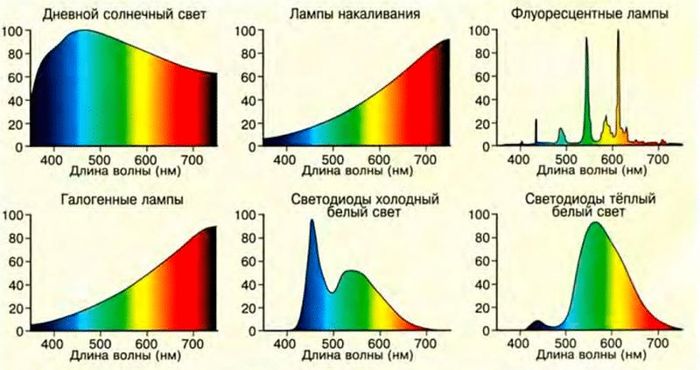 Дневной солнечный свет
100
80
60
40
20
0
400 500 600 700
Длина волны (нм)
Лампы накаливания
100
80
60
40
20
0
400 500 600 700
Длина волны (нм)
Флуоресцентные лампы
100
80
60
40
20
0
400 500 600 700
Длина волны (нм)
Галогенные лампы
100
80
60
40
20
0
400 500 600 700
Длина волны (нм)
Светодиоды холодный
белый свет
100
80
60
40
20
0
400 500 600 700
Длина волны (нм)
Светодиоды тёплый
белый свет
100
80
60
40
20
0
400 500 600 700
Длина волны (нм)